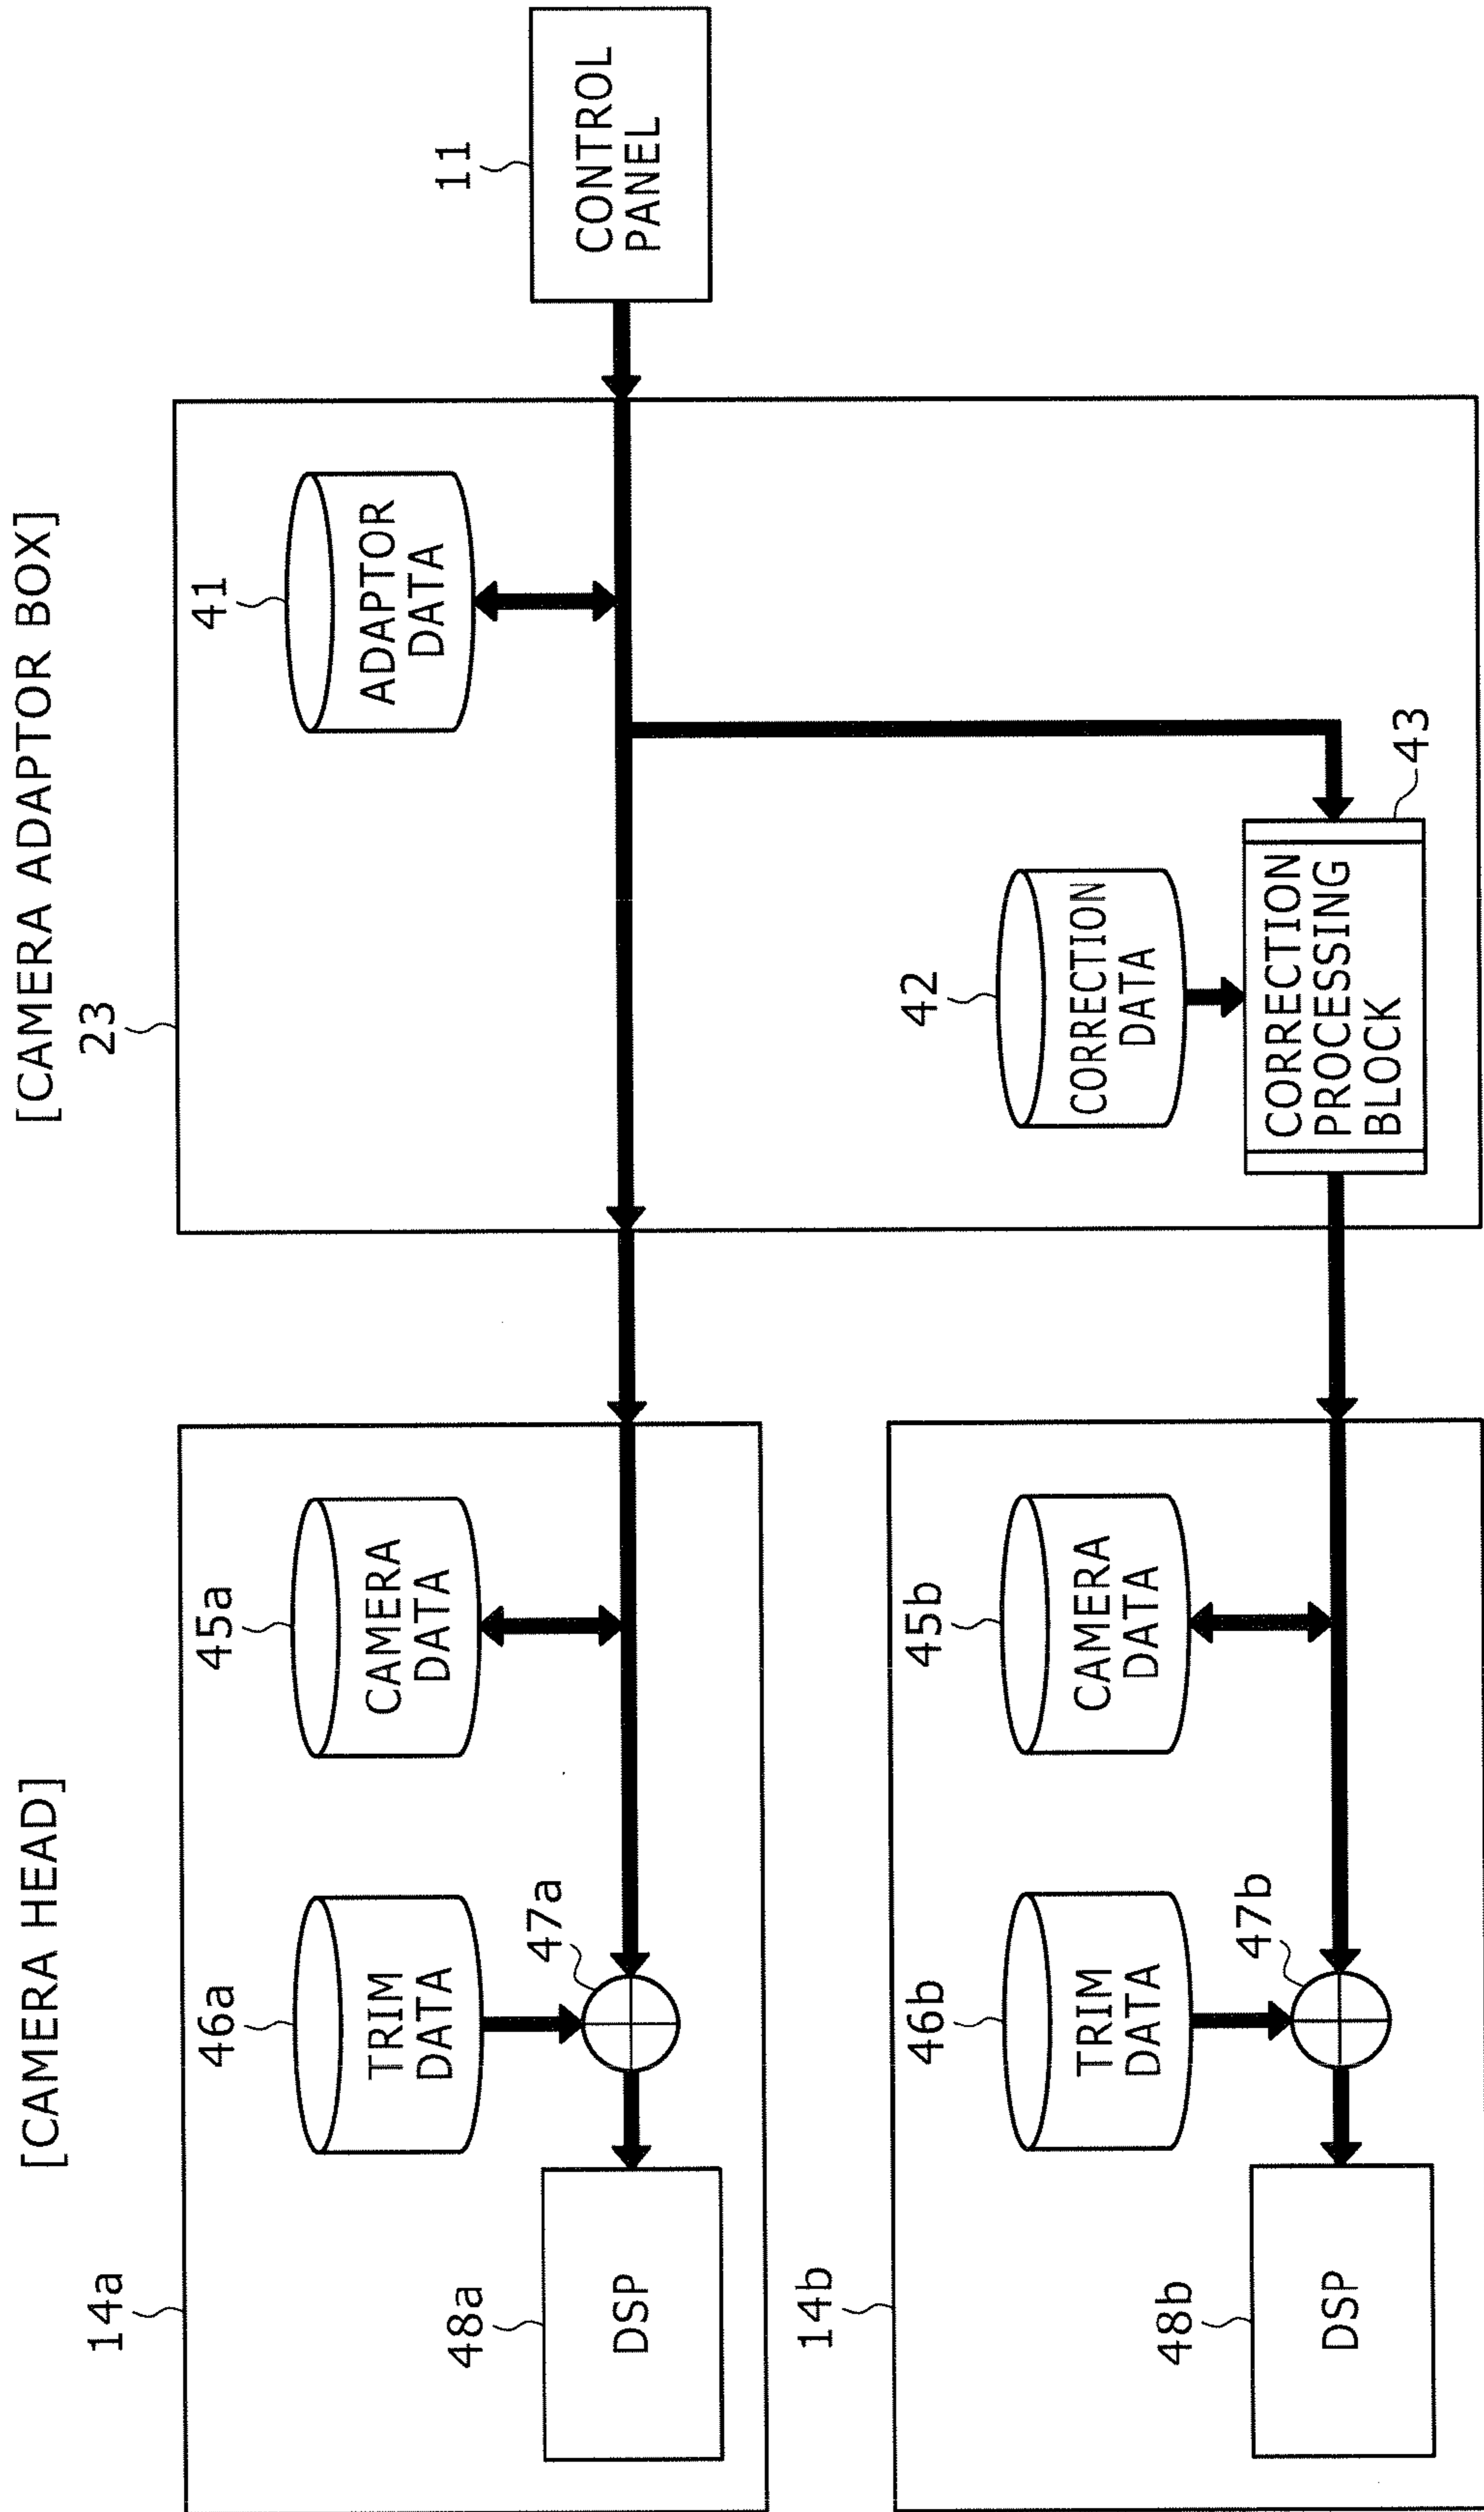 [CAMERA HEAD]
[CAMERA ADAPTOR BOX]
14a
46a
TRIM
DATA
45a
CAMERA
DATA
48a
DSP
47a
23
41
ADAPTOR
DATA
11
CONTROL
PANEL
14b
46b
TRIM
DATA
45b
CAMERA
DATA
48b
DSP
47b
42
CORRECTION
DATA
CORRECTION
PROCESSING
BLOCK
43